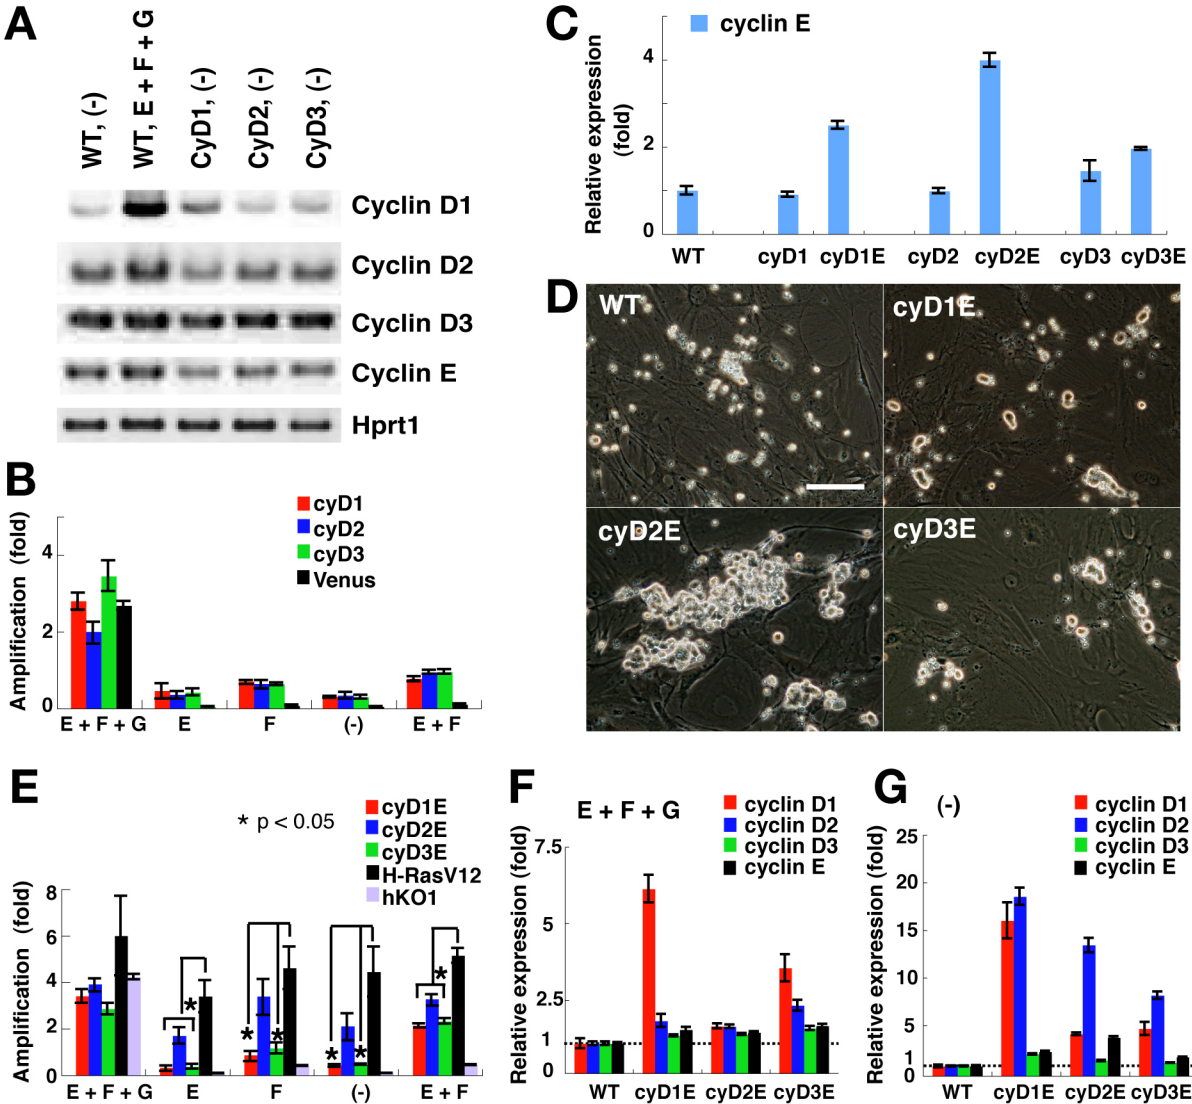 A
WT, (-)
WT, E + F + G
CyD1, (-)
CyD2, (-)
CyD3, (-)
Cyclin D1
Cyclin D2
Cyclin D3
Cyclin E
Hprt1
B
Amplification (fold)
4
2
0
cyD1
cyD2
cyD3
Venus
E + F + G
E
F
(-)
E + F
C
cyclin E
Relative expression
(fold)
4
2
0
WT
cyD1
cyD1E
cyD2
cyD2E
cyD3
cyD3E
D
WT
cyD1E
cyD2E
cyD3E
E
* p < 0.05
cyD1E
cyD2E
cyD3E
H-RasV12
hKO1
Amplification (fold)
8
6
4
2
0
*
*
*
*
*
*
E + F + G
E
F
(-)
E + F
F
E + F + G
cyclin D1
cyclin D2
cyclin D3
cyclin E
Relative expression (fold)
7.5
5
2.5
1
0
WT
cyD1E
cyD2E
cyD3E
G
(-)
cyclin D1
cyclin D2
cyclin D3
cyclin E
Relative expression (fold)
25
20
15
10
5
1
0
WT
cyD1E
cyD2E
cyD3E